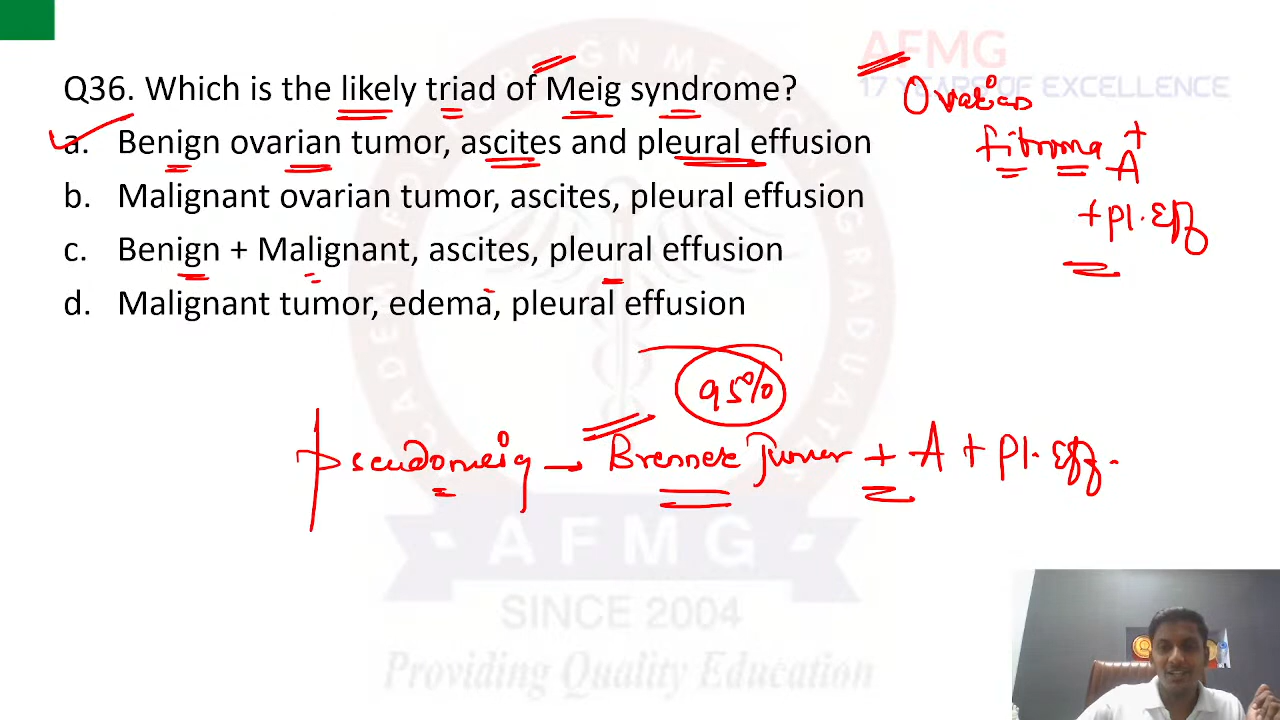 AFMG
17 YEARS OF EXCELLENCE
Q36. Which is the likely triad of Meig syndrome?
a. Benign ovarian tumor, ascites and pleural effusion
b. Malignant ovarian tumor, ascites, pleural effusion
c. Benign + Malignant, ascites, pleural effusion
d. Malignant tumor, edema, pleural effusion
Ovarian
fibroma +
A
+ Pl. Eff
95%
Pseudomeig → Brenner Tumor + A + Pl. Eff.
AFMG
SINCE 2004
Providing Quality Education